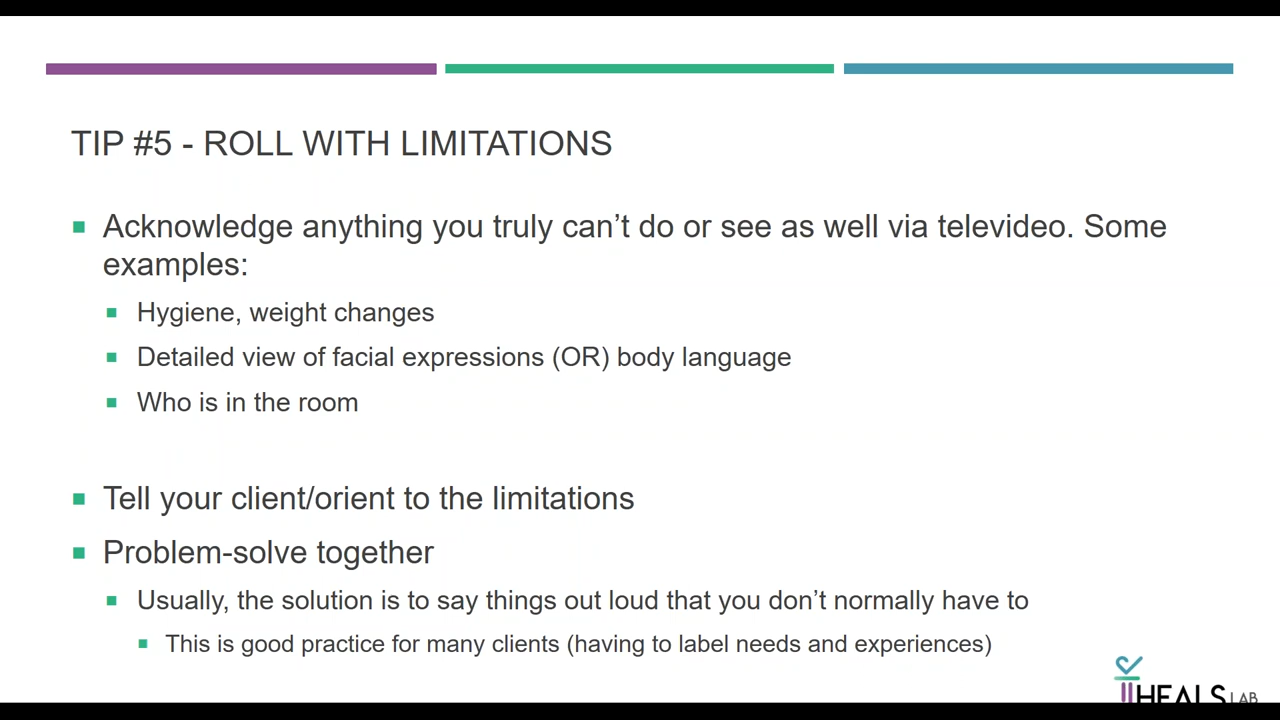 TIP #5 - ROLL WITH LIMITATIONS
Acknowledge anything you truly can’t do or see as well via televideo. Some
examples:
Hygiene, weight changes
Detailed view of facial expressions (OR) body language
Who is in the room
Tell your client/orient to the limitations
Problem-solve together
Usually, the solution is to say things out loud that you don’t normally have to
This is good practice for many clients (having to label needs and experiences)
HEALS LAB